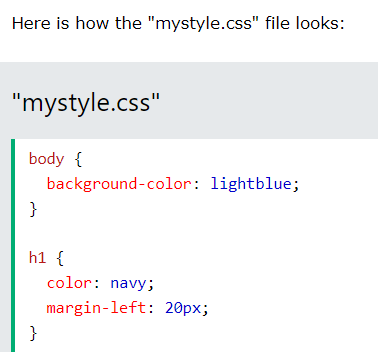 Here is how the "mystyle.css" file looks:
"mystyle.css"
body {
  background-color: lightblue;
}
h1 {
  color: navy;
  margin-left: 20px;
}